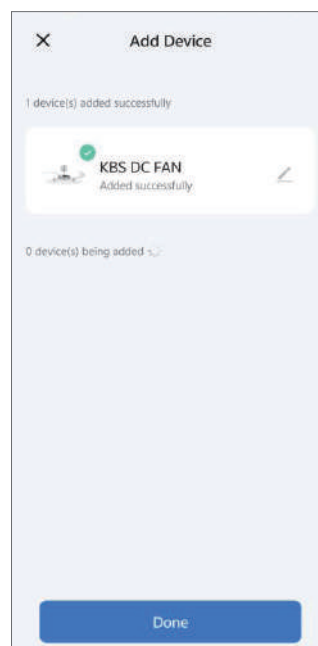 Add Device
1 device(s) added successfully
KBS DC FAN
Added successfully
0 device(s) being added
Done